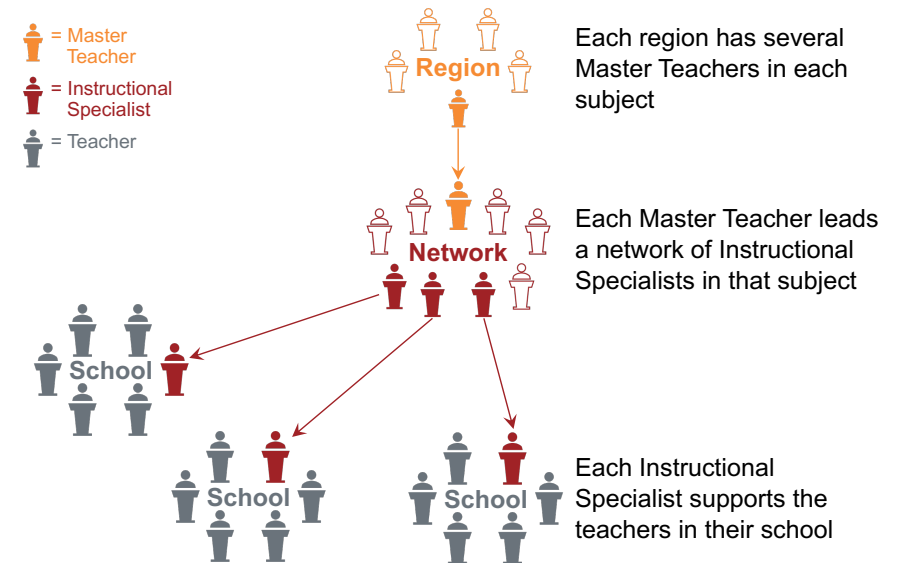 = Master
Teacher
= Instructional
Specialist
= Teacher
Region
Each region has several
Master Teachers in each
subject
Network
Each Master Teacher leads
a network of Instructional
Specialists in that subject
School
School
School
Each Instructional
Specialist supports the
teachers in their school